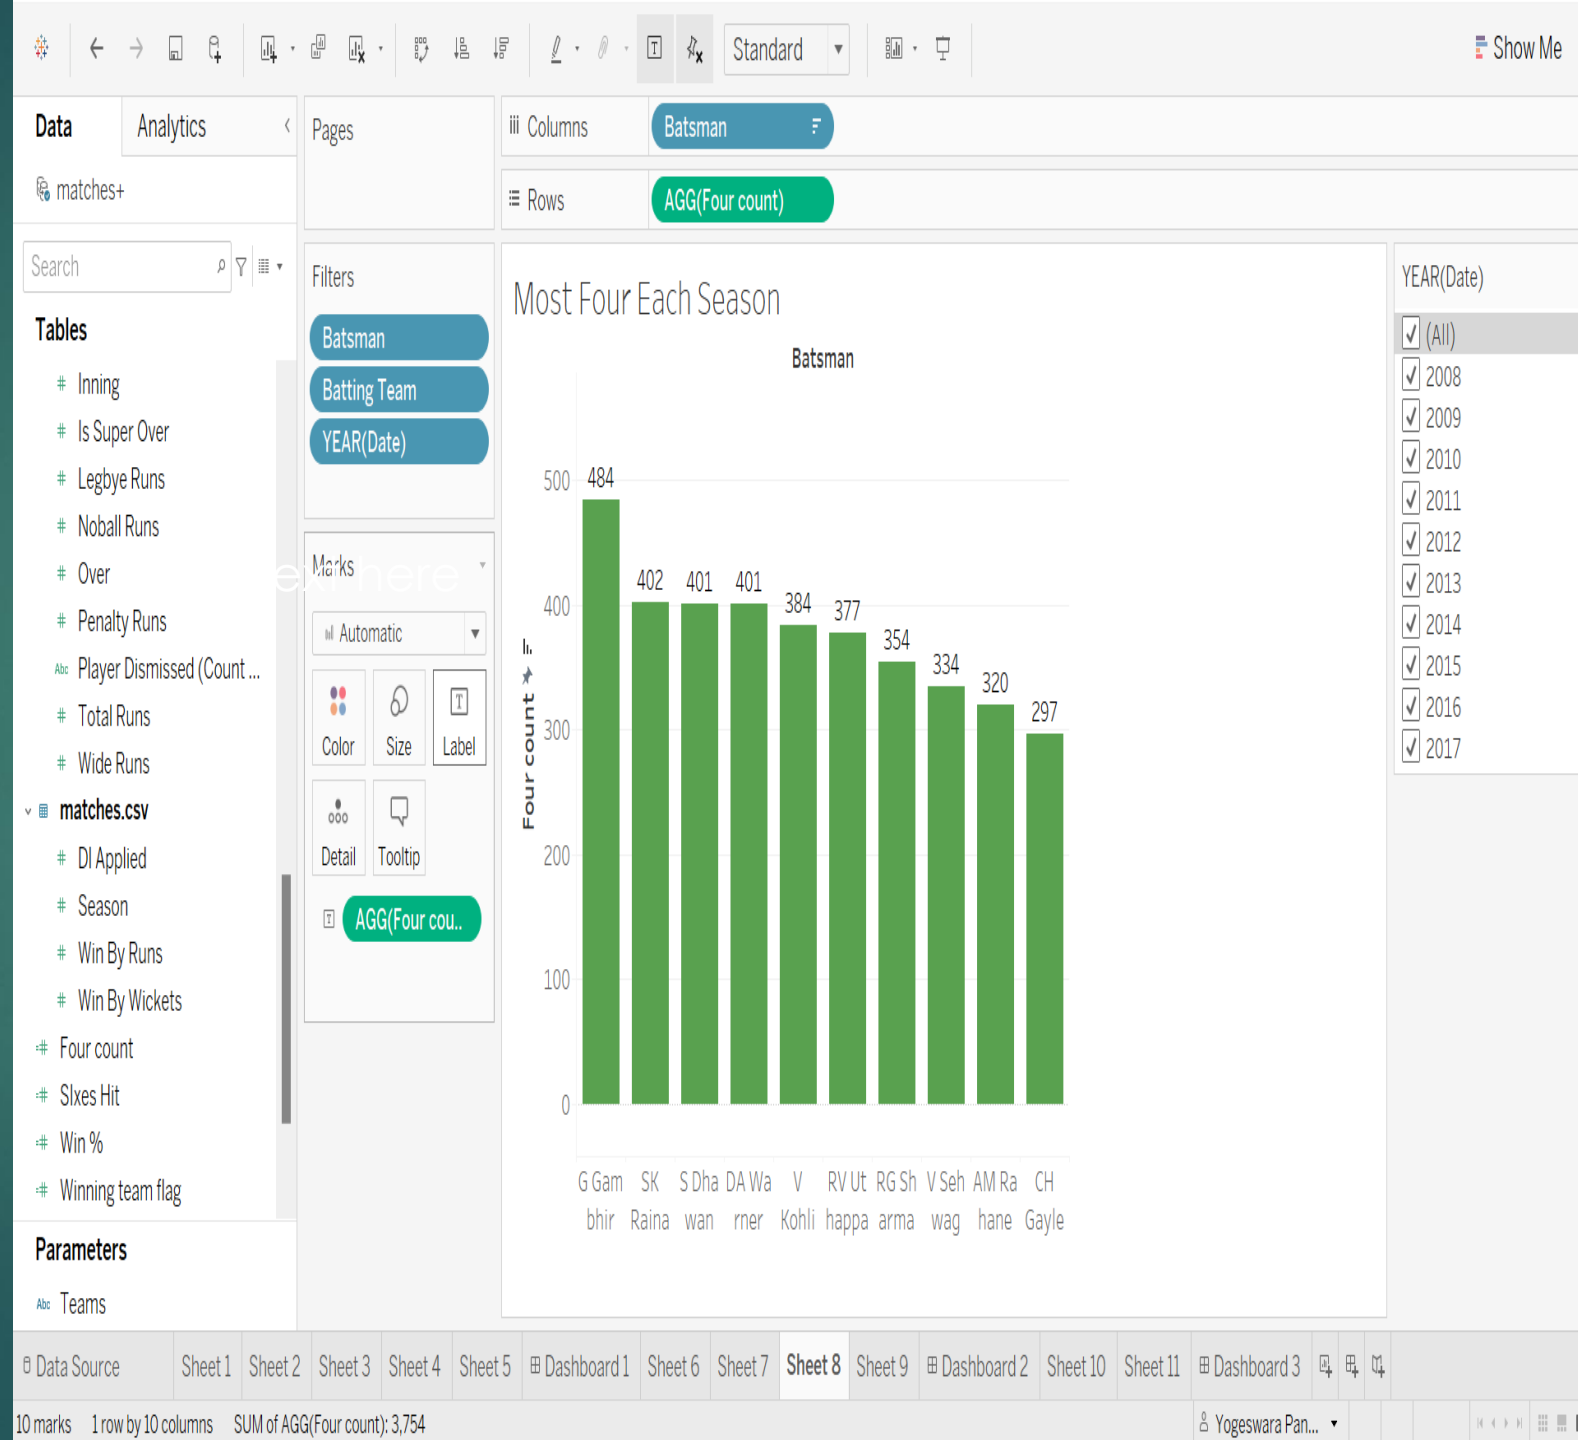 Standard
Show Me
Data
Analytics
Pages
Columns
Batsman
matches+
Rows
AGG(Four count)
Search
Filters
Batsman
Batting Team
YEAR(Date)
Most Four Each Season
Batsman
YEAR(Date)
(All)
2008
2009
2010
2011
2012
2013
2014
2015
2016
2017
Tables
Inning
Is Super Over
Legbye Runs
Noball Runs
Over
Penalty Runs
Abc Player Dismissed (Count ...
Total Runs
Wide Runs
matches.csv
Dl Applied
Season
Win By Runs
Win By Wickets
Four count
SIxes Hit
Win %
Winning team flag
Parameters
Abc Teams
Marks
here
Automatic
Color
Size
Label
Detail
Tooltip
AGG(Four cou..
Four count
500
400
300
200
100
0
484
402
401
401
384
377
354
334
320
297
G Gam
bhir
SK
Raina
S Dha
wan
DA Wa
rner
V
Kohli
RV Ut
happa
RG Sh
arma
V Seh
wag
AM Ra
hane
CH
Gayle
Data Source
Sheet 1
Sheet 2
Sheet 3
Sheet 4
Sheet 5
Dashboard 1
Sheet 6
Sheet 7
Sheet 8
Sheet 9
Dashboard 2
Sheet 10
Sheet 11
Dashboard 3
10 marks
1 row by 10 columns
SUM of AGG(Four count): 3,754
Yogeswara Pan...